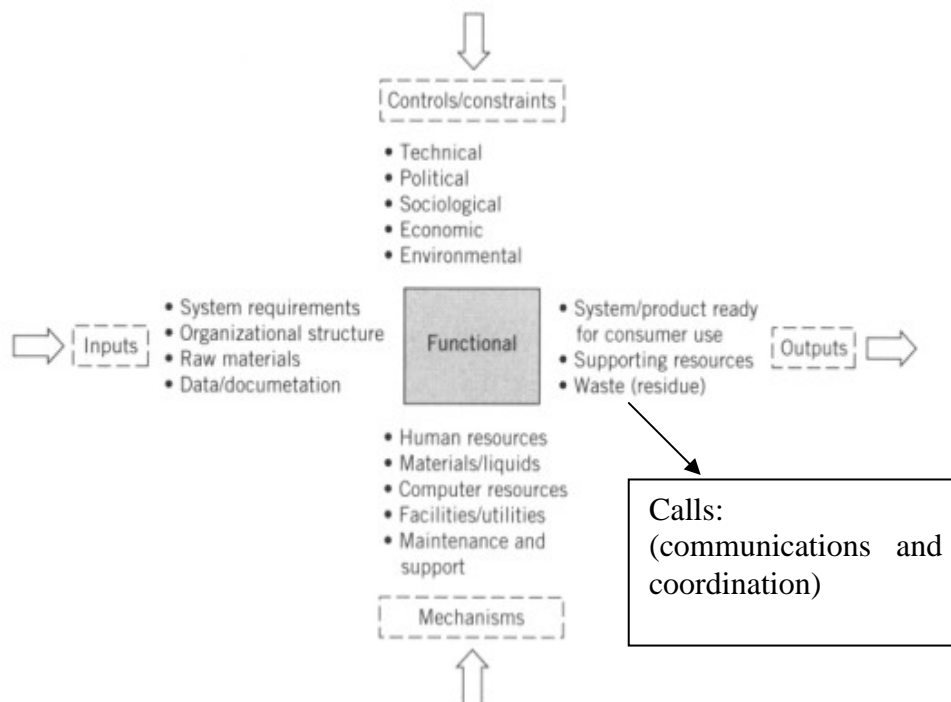 Controls/constraints
• Technical
• Political
• Sociological
• Economic
• Environmental
Inputs
• System requirements
• Organizational structure
• Raw materials
• Data/documetation
Functional
• System/product ready
for consumer use
• Supporting resources
• Waste (residue)
Outputs
• Human resources
• Materials/liquids
• Computer resources
• Facilities/utilities
• Maintenance and
support
Mechanisms
Calls:
(communications and
coordination)